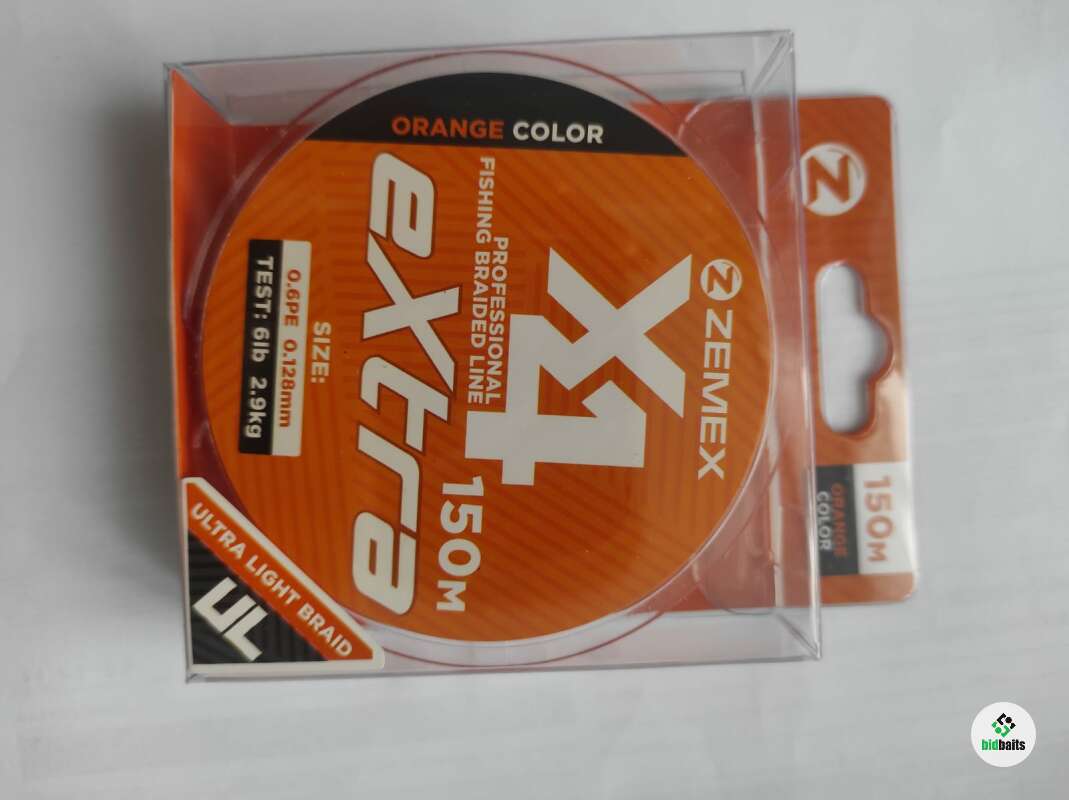 ZEMEX
X4
PROFESSIONAL
FISHING BRAIDED LINE
150M
extra
SIZE:
0.6PE 0.128mm
TEST: 6lb 2.9kg
ORANGE COLOR
ULTRA LIGHT BRAID
UL
Z
150M
ORANGE
COLOR
bidbaits